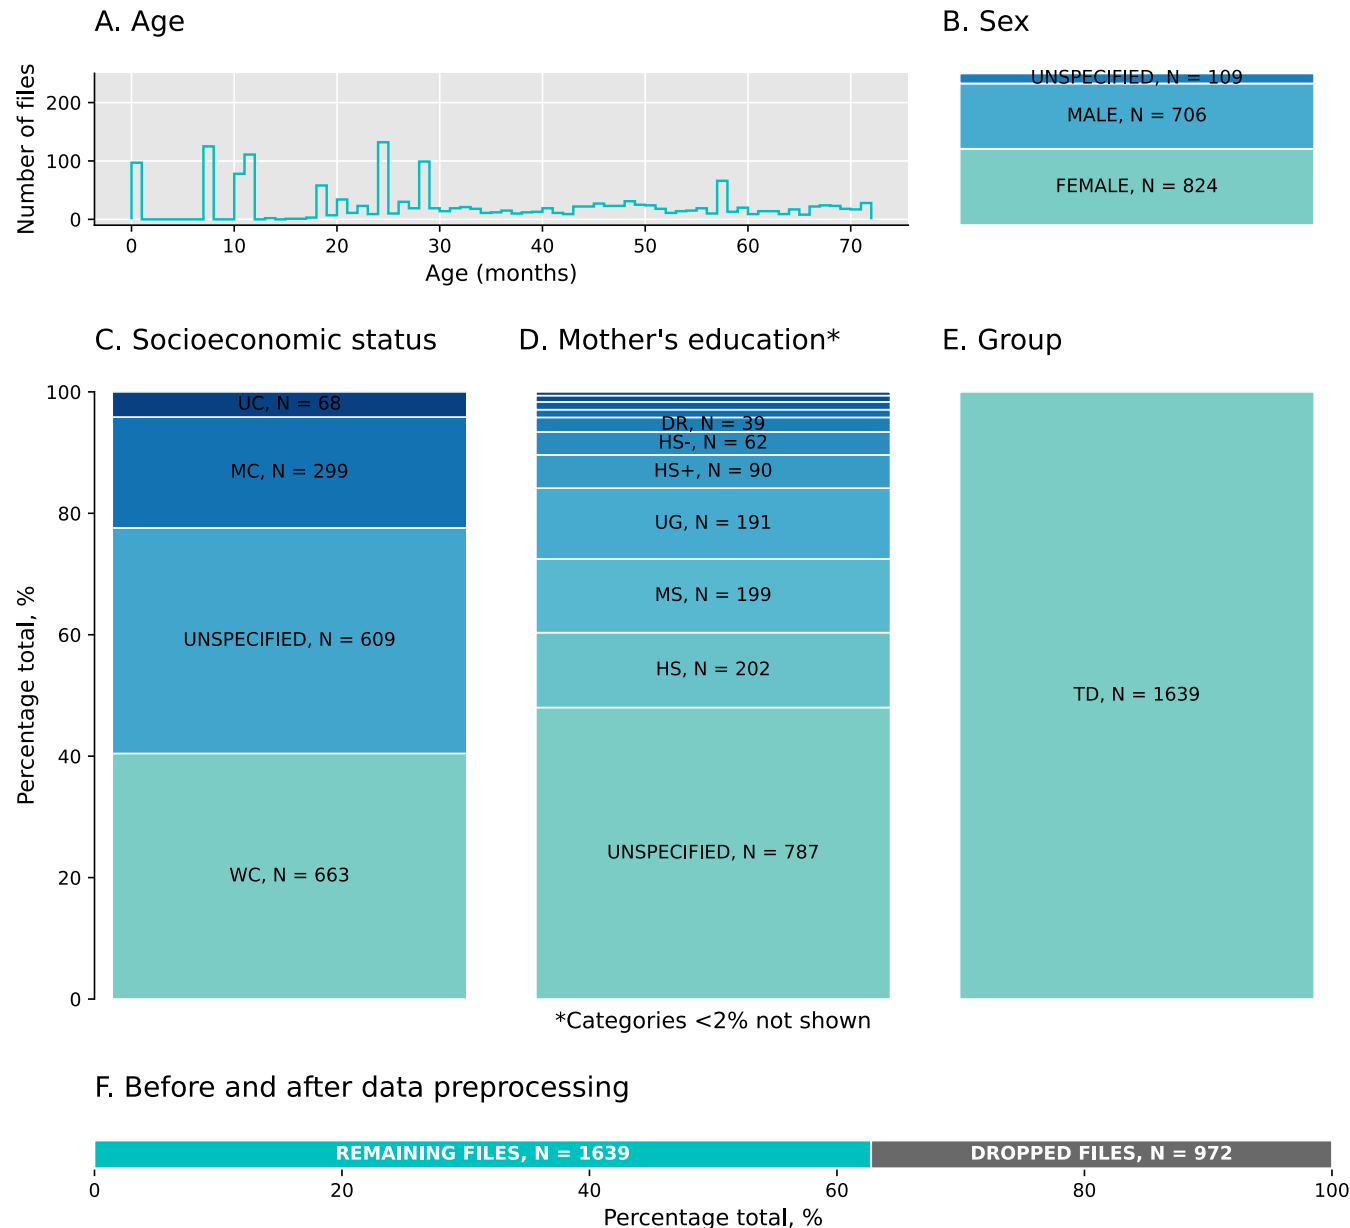 A. Age
B. Sex
Number of files
200
100
0
0
10
20
30
40
50
60
70
Age (months)
UNSPECIFIED, N = 109
MALE, N = 706
FEMALE, N = 824
C. Socioeconomic status
D. Mother's education*
E. Group
Percentage total, %
100
80
60
40
20
0
UC, N = 68
MC, N = 299
UNSPECIFIED, N = 609
WC, N = 663
DR, N = 39
HS-, N = 62
HS+, N = 90
UG, N = 191
MS, N = 199
HS, N = 202
UNSPECIFIED, N = 787
*Categories <2% not shown
TD, N = 1639
F. Before and after data preprocessing
REMAINING FILES, N = 1639
DROPPED FILES, N = 972
0
20
40
60
80
100
Percentage total, %